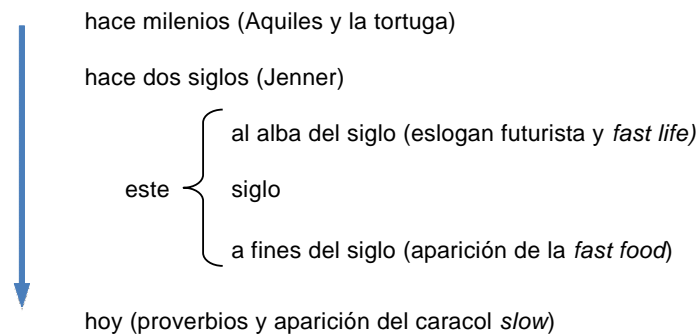 hace milenios (Aquiles y la tortuga)
hace dos siglos (Jenner)
al alba del siglo (eslogan futurista y fast life)
este siglo
a fines del siglo (aparición de la fast food)
hoy (proverbios y aparición del caracol slow)